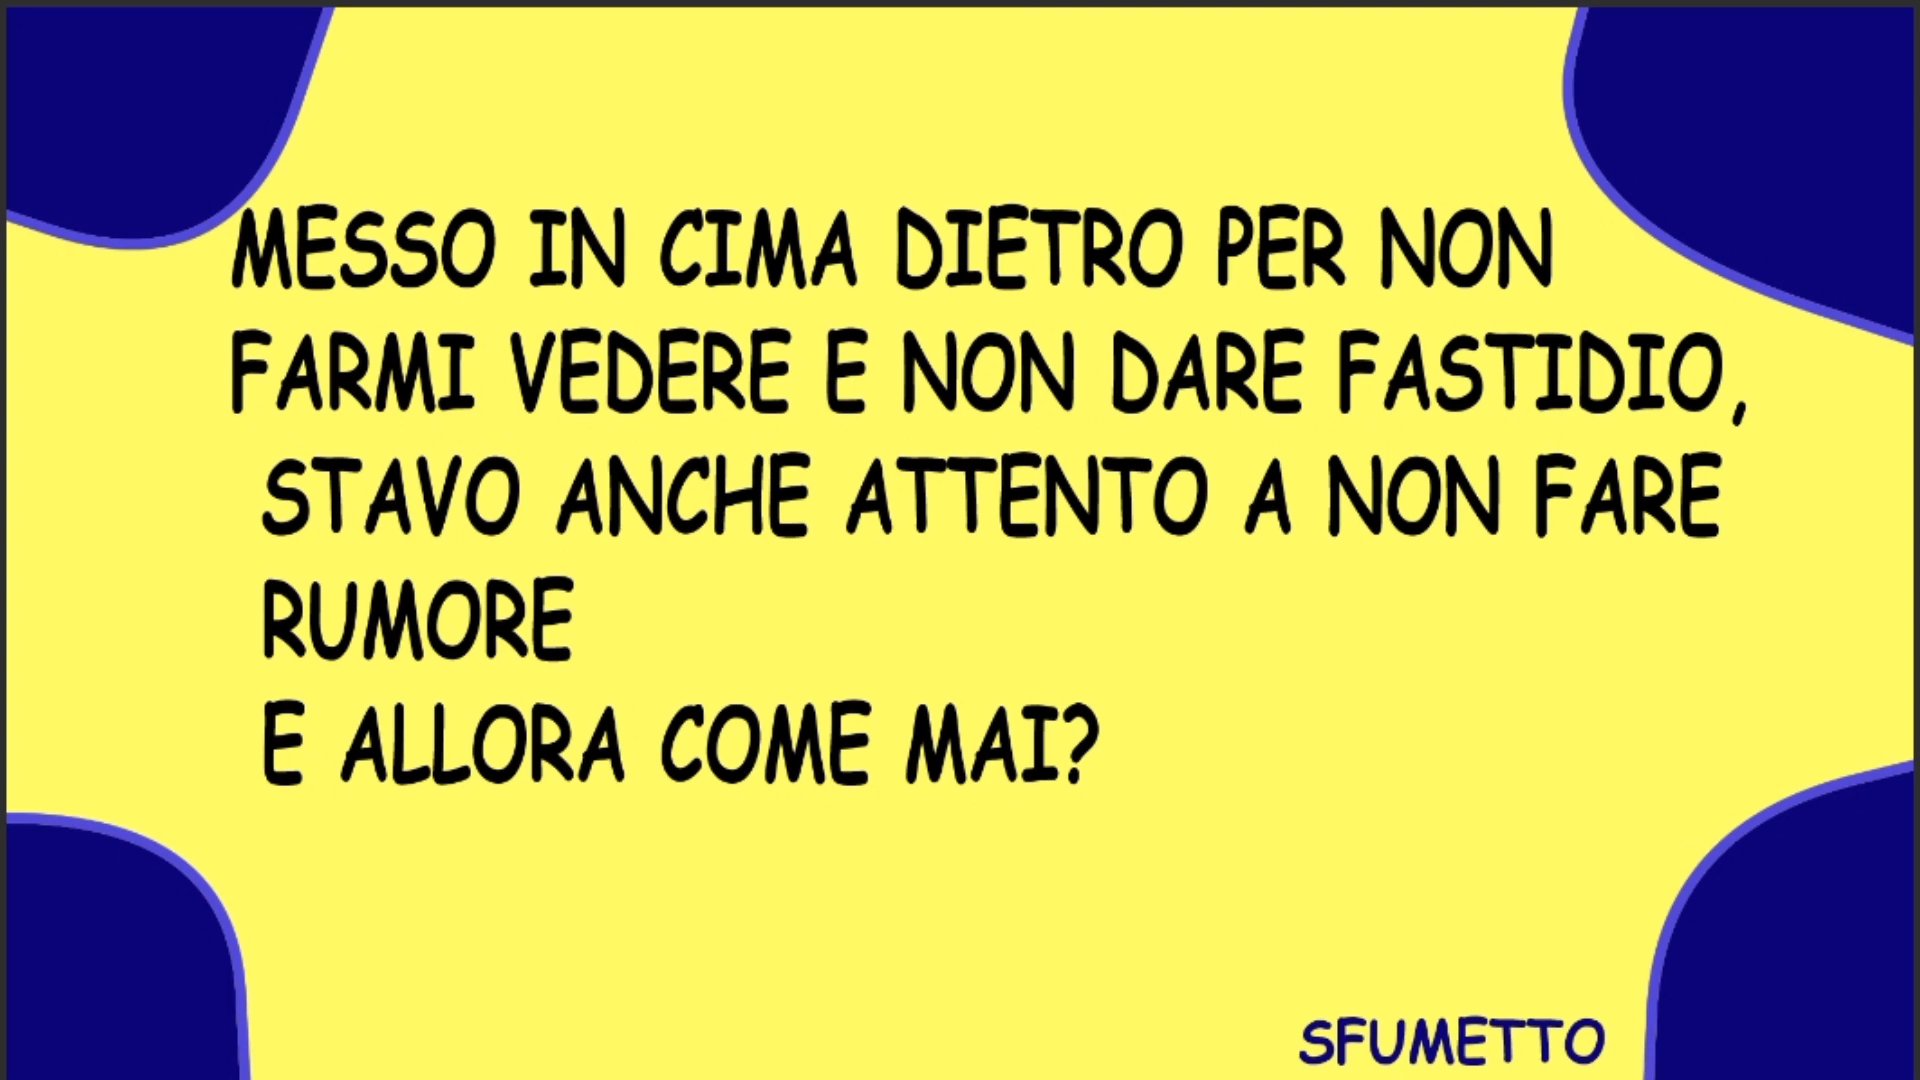 MESSO IN CIMA DIETRO PER NON
FARMI VEDERE E NON DARE FASTIDIO,
STAVO ANCHE ATTENTO A NON FARE
RUMORE
E ALLORA COME MAI?
SFUMETTO